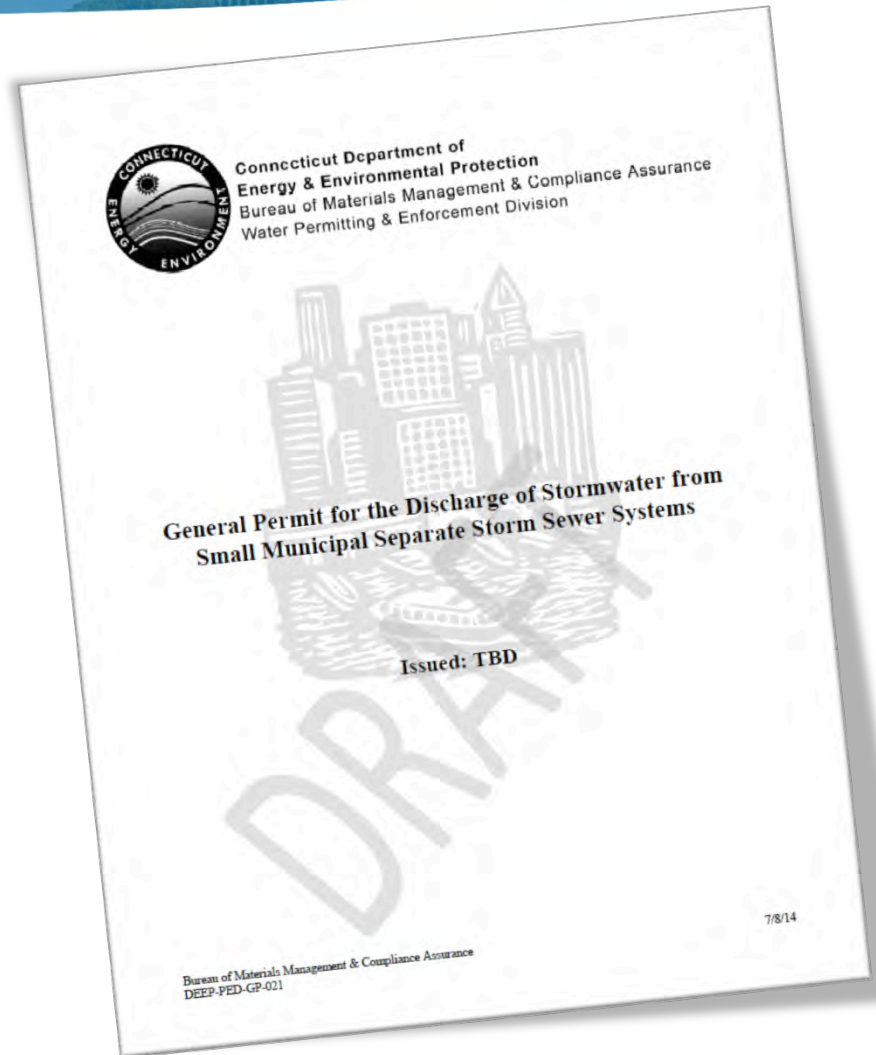 CONNECTICUT
ENERGY
ENVIRONMENT
Connecticut Department of
Energy & Environmental Protection
Bureau of Materials Management & Compliance Assurance
Water Permitting & Enforcement Division
General Permit for the Discharge of Stormwater from
Small Municipal Separate Storm Sewer Systems
Issued: TBD
DRAFT
7/8/14
Bureau of Materials Management & Compliance Assurance
DEEP-PED-GP-021